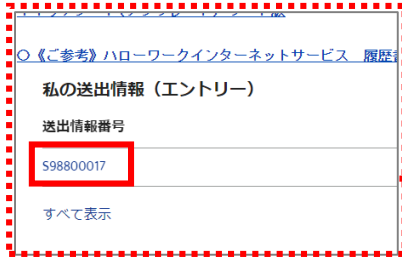 ○《ご参考》ハローワークインターネットサービス 履歴
私の送出情報（エントリー）
送出情報番号
S98800017
すべて表示